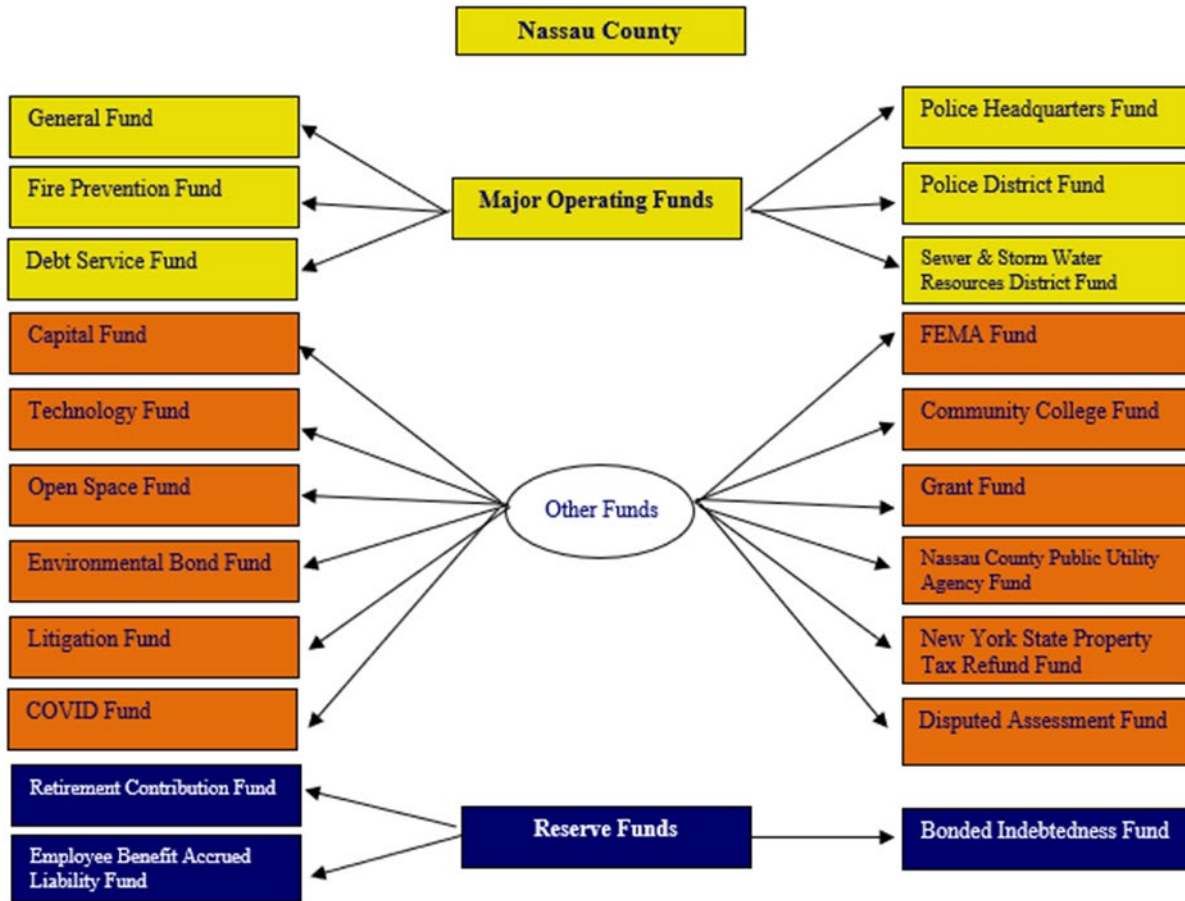 Nassau County
General Fund
Fire Prevention Fund
Debt Service Fund
Major Operating Funds
Police Headquarters Fund
Police District Fund
Sewer & Storm Water
Resources District Fund
Capital Fund
Technology Fund
Open Space Fund
Environmental Bond Fund
Litigation Fund
COVID Fund
Other Funds
FEMA Fund
Community College Fund
Grant Fund
Nassau County Public Utility
Agency Fund
New York State Property
Tax Refund Fund
Disputed Assessment Fund
Retirement Contribution Fund
Employee Benefit Accrued
Liability Fund
Reserve Funds
Bonded Indebtedness Fund